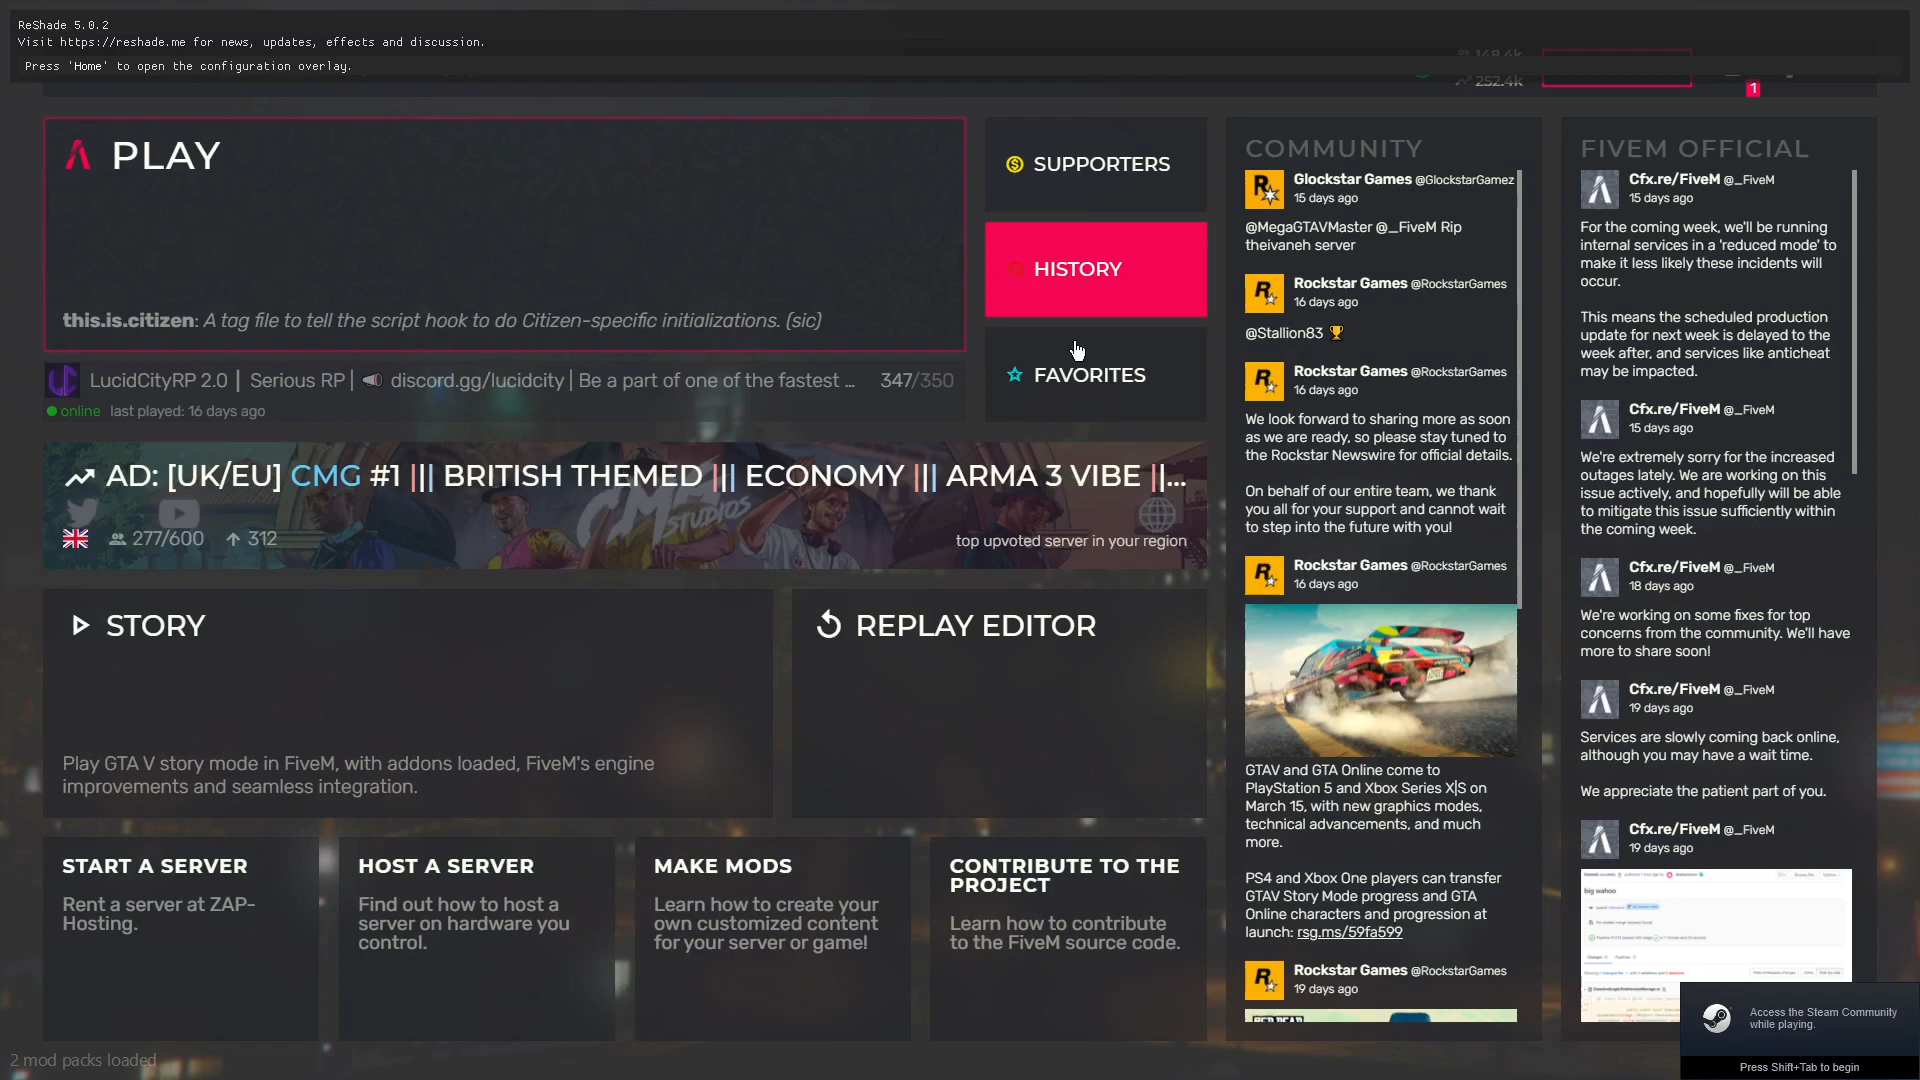 ReShade 5.0.2
Visit https://reshade.me for news, updates, effects and discussion.
Press 'Home' to open the configuration overlay.
148.4k
252.4k
1
PLAY
this.is.citizen: A tag file to tell the script hook to do Citizen-specific initializations. (sic)
LucidCityRP 2.0 | Serious RP | discord.gg/lucidcity | Be a part of one of the fastest ...
347/350
online last played: 16 days ago
SUPPORTERS
HISTORY
FAVORITES
AD: [UK/EU] CMG #1 ||| BRITISH THEMED ||| ECONOMY ||| ARMA 3 VIBE ||...
CMG STUDIOS
277/600 312
top upvoted server in your region
STORY
Play GTA V story mode in FiveM, with addons loaded, FiveM's engine
improvements and seamless integration.
REPLAY EDITOR
START A SERVER
Rent a server at ZAP-
Hosting.
HOST A SERVER
Find out how to host a
server on hardware you
control.
MAKE MODS
Learn how to create your
own customized content
for your server or game!
CONTRIBUTE TO THE
PROJECT
Learn how to contribute
to the FiveM source code.
2 mod packs loaded
COMMUNITY
Glockstar Games @GlockstarGamez
15 days ago
@MegaGTAVMaster @_FiveM Rip
theivaneh server
Rockstar Games @RockstarGames
16 days ago
@Stallion83 🏆
Rockstar Games @RockstarGames
16 days ago
We look forward to sharing more as soon
as we are ready, so please stay tuned to
the Rockstar Newswire for official details.
On behalf of our entire team, we thank
you all for your support and cannot wait
to step into the future with you!
Rockstar Games @RockstarGames
16 days ago
GTAV and GTA Online come to
PlayStation 5 and Xbox Series X|S on
March 15, with new graphics modes,
technical advancements, and much
more.
PS4 and Xbox One players can transfer
GTAV Story Mode progress and GTA
Online characters and progression at
launch: rsg.ms/59fa599
Rockstar Games @RockstarGames
19 days ago
FIVEM OFFICIAL
Cfx.re/FiveM @_FiveM
15 days ago
For the coming week, we'll be running
internal services in a 'reduced mode' to
make it less likely these incidents will
occur.
This means the scheduled production
update for next week is delayed to the
week after, and services like anticheat
may be impacted.
Cfx.re/FiveM @_FiveM
15 days ago
We're extremely sorry for the increased
outages lately. We are working on this
issue actively, and hopefully will be able
to mitigate this issue sufficiently within
the coming week.
Cfx.re/FiveM @_FiveM
18 days ago
We're working on some fixes for top
concerns from the community. We'll have
more to share soon!
Cfx.re/FiveM @_FiveM
19 days ago
Services are slowly coming back online,
although you may have a wait time.
We appreciate the patient part of you.
Cfx.re/FiveM @_FiveM
19 days ago
big wahoo
Access the Steam Community
while playing.
Press Shift+Tab to begin